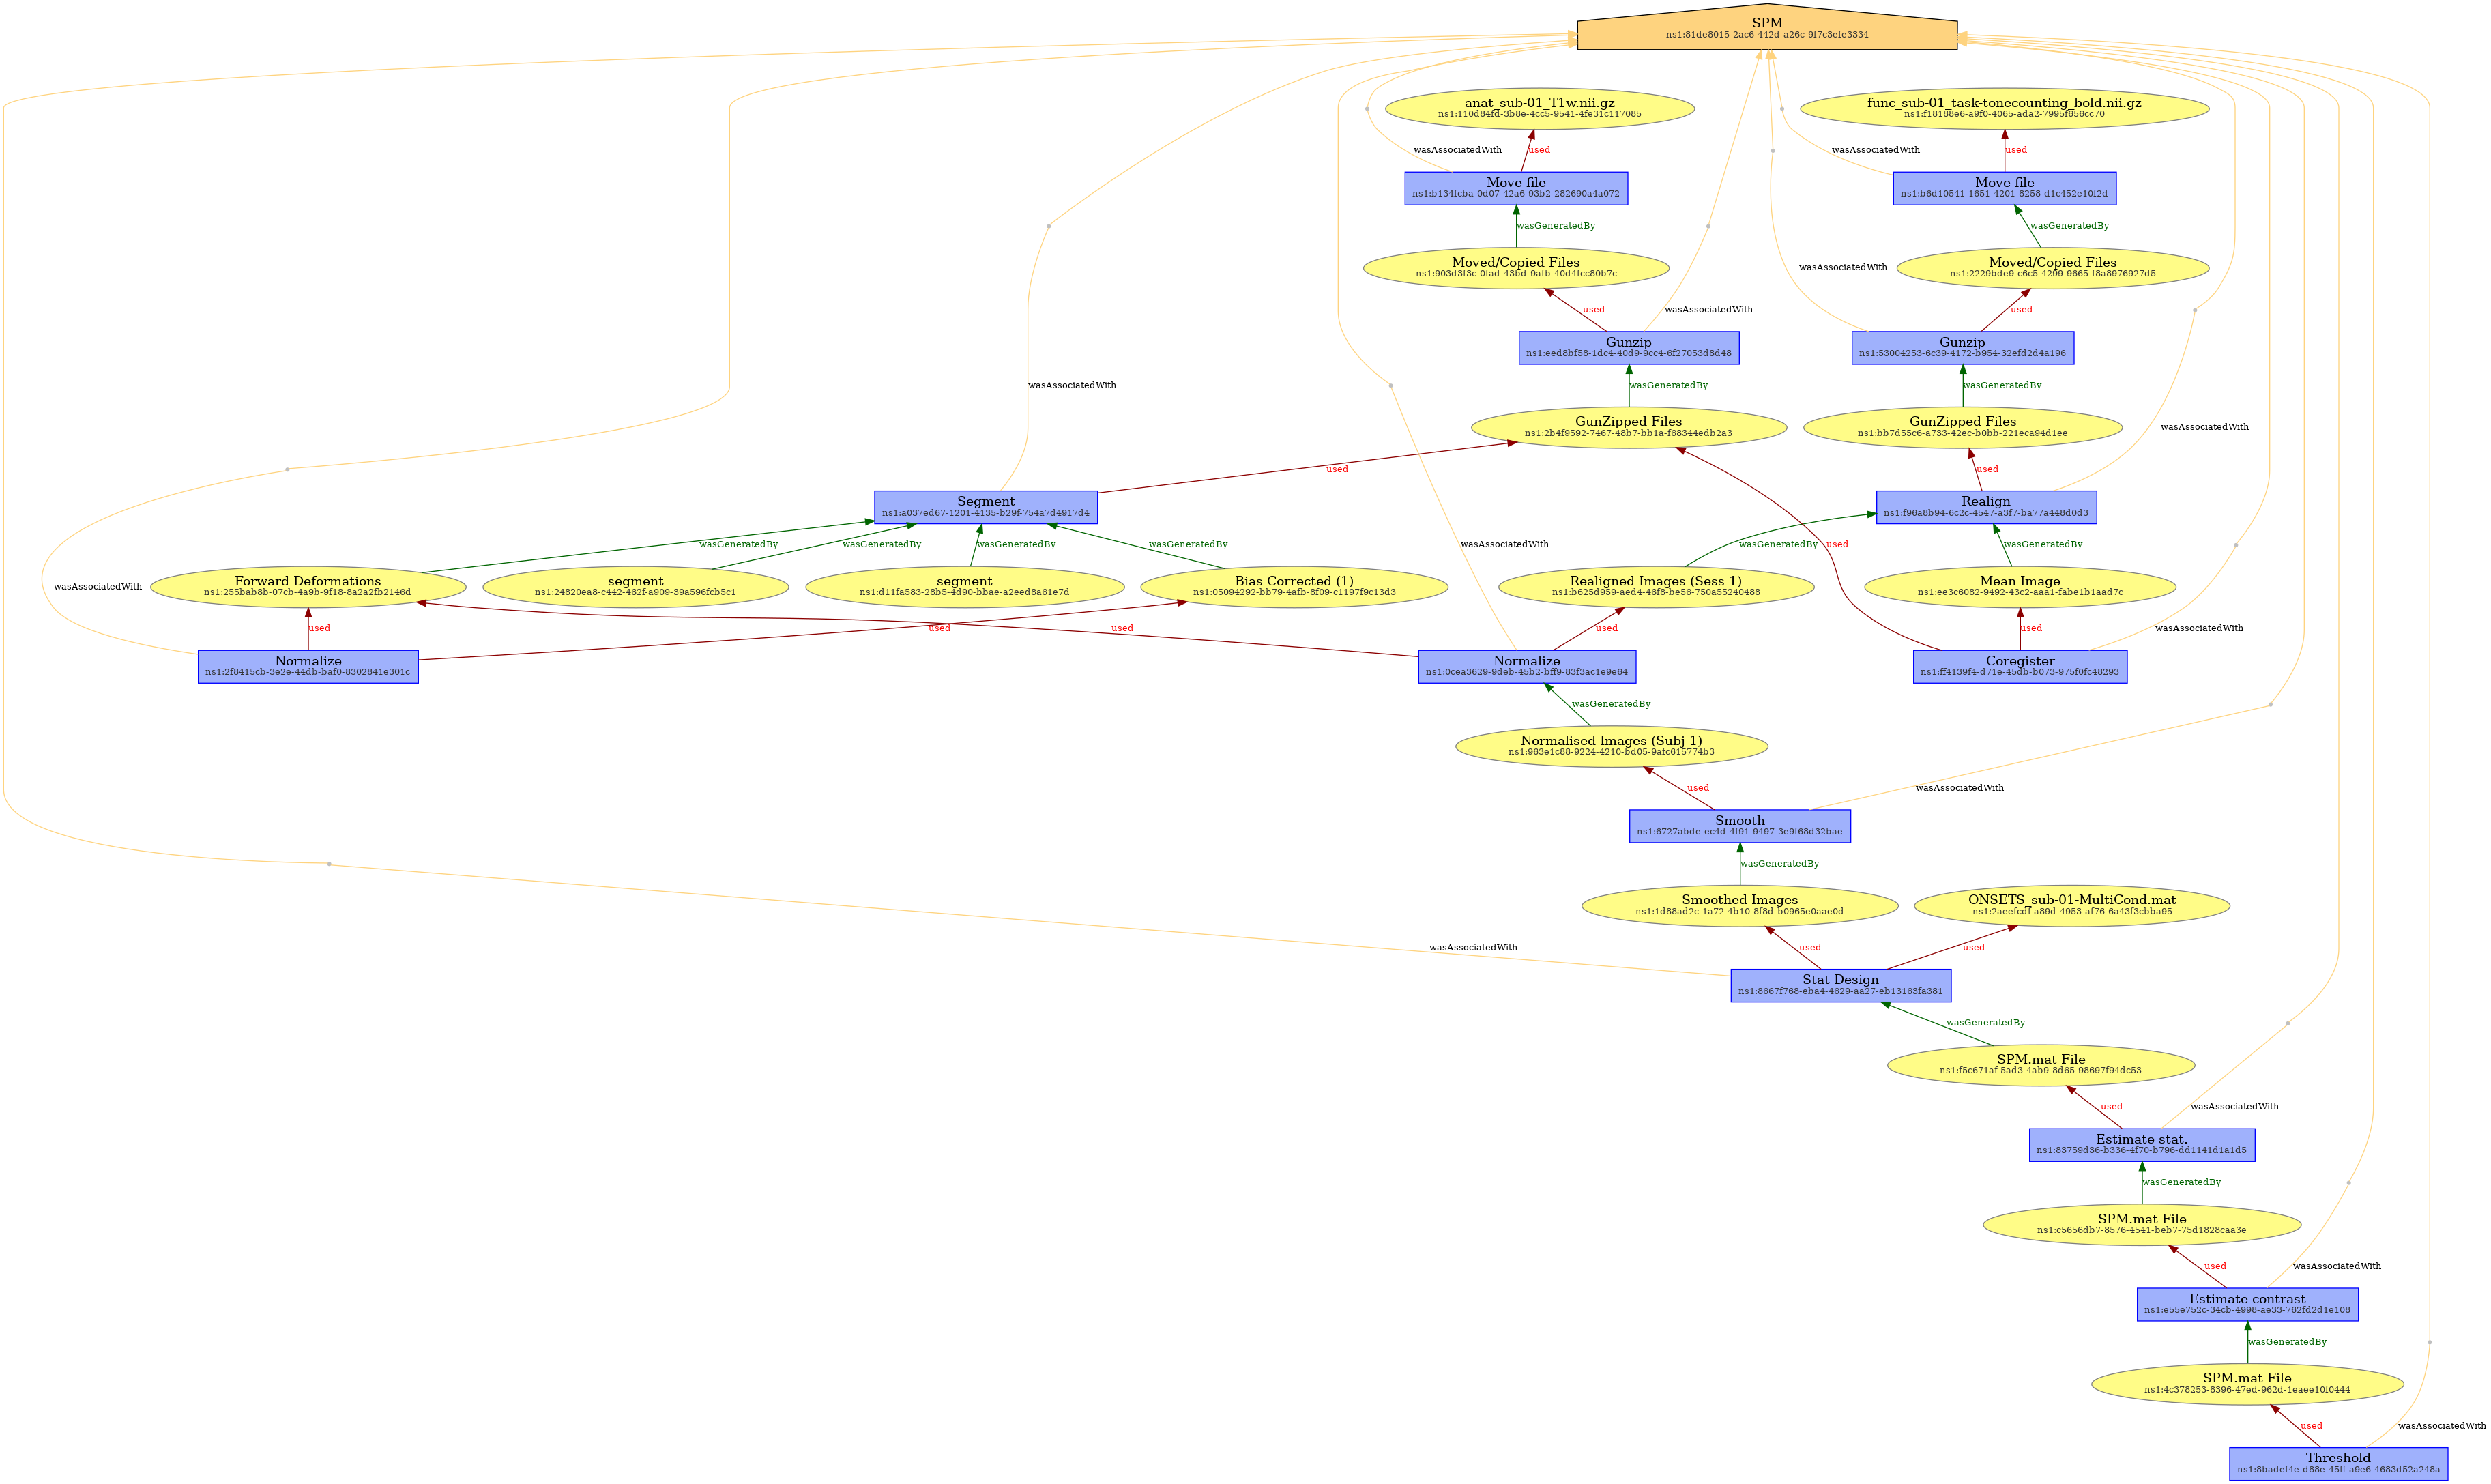 SPM
ns1:81de8015-2ac6-442d-a26c-9f7c3efe3334
anat_sub-01_T1w.nii.gz
ns1:110d84fd-3b8e-4cc5-9541-4fe31c117085
func_sub-01_task-tonecounting_bold.nii.gz
ns1:f18188e6-a9f0-4065-ada2-7995f656cc70
wasAssociatedWith
used
wasAssociatedWith
used
Move file
ns1:b134fcba-0d07-42a6-93b2-282690a4a072
Move file
ns1:b6d10541-1651-4201-8258-d1c452e10f2d
wasGeneratedBy
wasGeneratedBy
Moved/Copied Files
ns1:903d3f3c-0fad-43bd-9afb-40d4fcc80b7c
wasAssociatedWith
Moved/Copied Files
ns1:2229bde9-c6c5-4299-9665-f8a8976927d5
used
wasAssociatedWith
used
Gunzip
ns1:eed8bf58-1dc4-40d9-9cc4-6f27053d8d48
Gunzip
ns1:53004253-6c39-4172-b954-32efd2d4a196
wasAssociatedWith
wasGeneratedBy
wasGeneratedBy
GunZipped Files
ns1:2b4f9592-7467-48b7-bb1a-f68344edb2a3
GunZipped Files
ns1:bb7d55c6-a733-42ec-b0bb-221eca94d1ee
wasAssociatedWith
used
used
Segment
ns1:a037ed67-1201-4135-b29f-754a7d4917d4
Realign
ns1:f96a8b94-6c2c-4547-a3f7-ba77a448d0d3
wasGeneratedBy
wasGeneratedBy
wasGeneratedBy
wasGeneratedBy
wasAssociatedWith
wasGeneratedBy
used
wasGeneratedBy
wasAssociatedWith
Forward Deformations
ns1:255bab8b-07cb-4a9b-9f18-8a2a2fb2146d
segment
ns1:24820ea8-c442-462f-a909-39a596fcb5c1
segment
ns1:d11fa583-28b5-4d90-bbae-a2eed8a61e7d
Bias Corrected (1)
ns1:05094292-bb79-4afb-8f09-c1197f9c13d3
Realigned Images (Sess 1)
ns1:b625d959-aed4-46f8-be56-750a55240488
Mean Image
ns1:ee3c6082-9492-43c2-aaa1-fabe1b1aad7c
used
used
used
used
used
wasAssociatedWith
Normalize
ns1:2f8415cb-3e2e-44db-baf0-8302841e301c
Normalize
ns1:0cea3629-9deb-45b2-bff9-83f3ac1e9e64
Coregister
ns1:ff4139f4-d71e-45db-b073-975f0fc48293
wasGeneratedBy
Normalised Images (Subj 1)
ns1:963e1c88-9224-4210-bd05-9afc615774b3
used
wasAssociatedWith
Smooth
ns1:6727abde-ec4d-4f91-9497-3e9f68d32bae
wasGeneratedBy
Smoothed Images
ns1:1d88ad2c-1a72-4b10-8f8d-b0965e0aae0d
ONSETS_sub-01-MultiCond.mat
ns1:2aeefcdf-a89d-4953-af76-6a43f3cbba95
wasAssociatedWith
used
used
Stat Design
ns1:8667f768-eba4-4629-aa27-eb13163fa381
wasGeneratedBy
SPM.mat File
ns1:f5c671af-5ad3-4ab9-8d65-98697f94dc53
used
wasAssociatedWith
Estimate stat.
ns1:83759d36-b336-4f70-b796-dd1141d1a1d5
wasGeneratedBy
SPM.mat File
ns1:c5656db7-8576-4541-beb7-75d1828caa3e
used
wasAssociatedWith
Estimate contrast
ns1:e55e752c-34cb-4998-ae33-762fd2d1e108
wasGeneratedBy
SPM.mat File
ns1:4c378253-8396-47ed-962d-1eaee10f0444
used
wasAssociatedWith
Threshold
ns1:8badef4e-d88e-45ff-a9e6-4683d52a248a